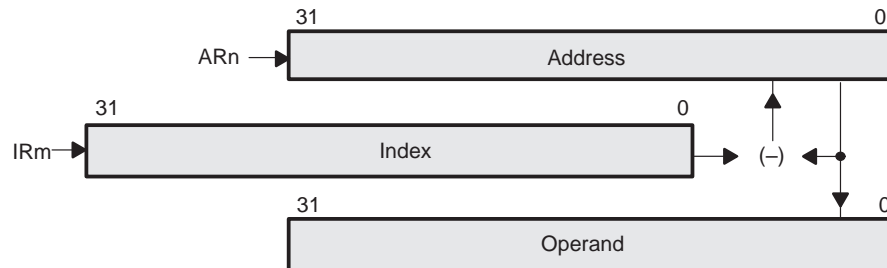 31 0
ARn Address
31 0
IRm Index (–)
31 0
Operand